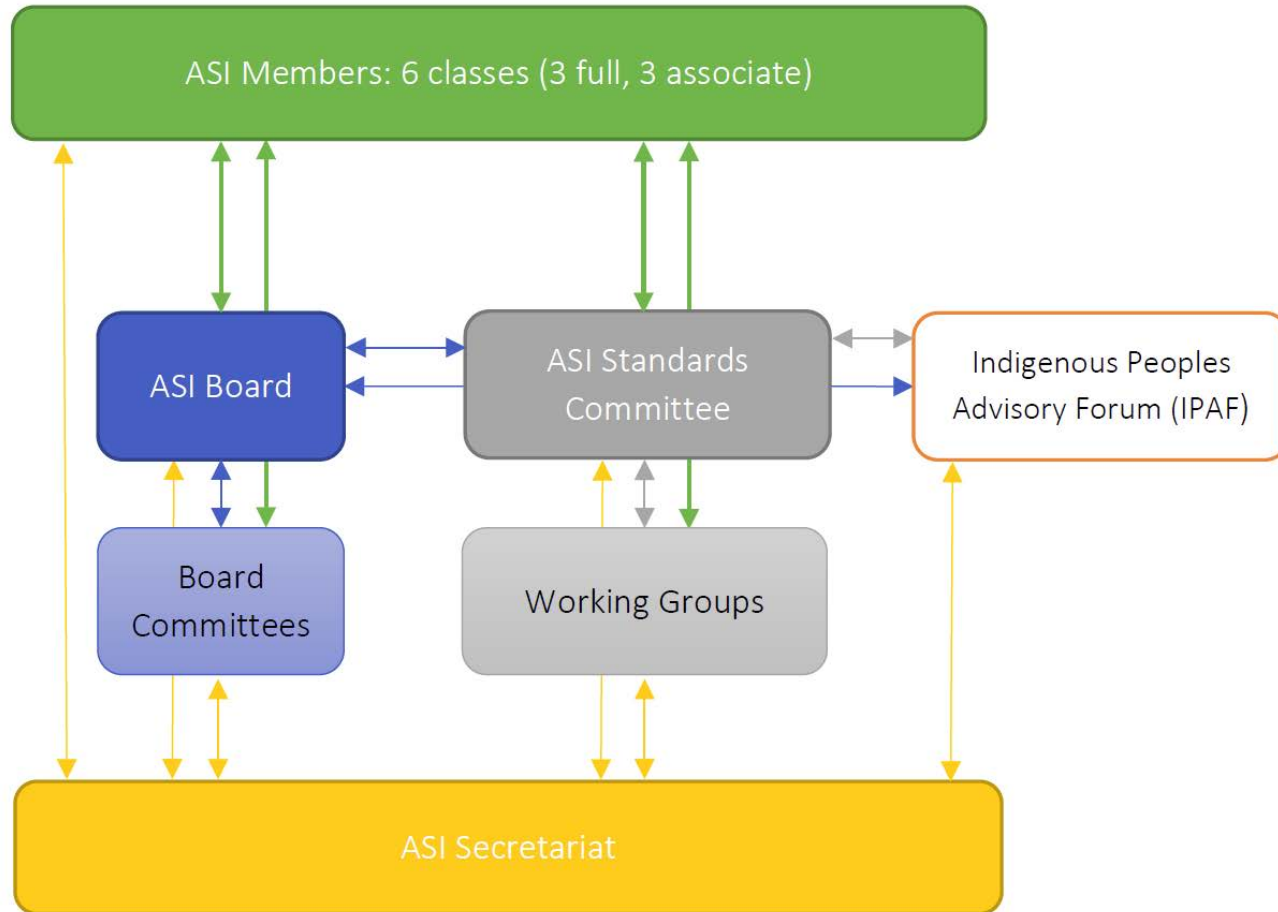 ASI Members: 6 classes (3 full, 3 associate)
ASI Board
ASI Standards
Committee
Indigenous Peoples
Advisory Forum (IPAF)
Board
Committees
Working Groups
ASI Secretariat